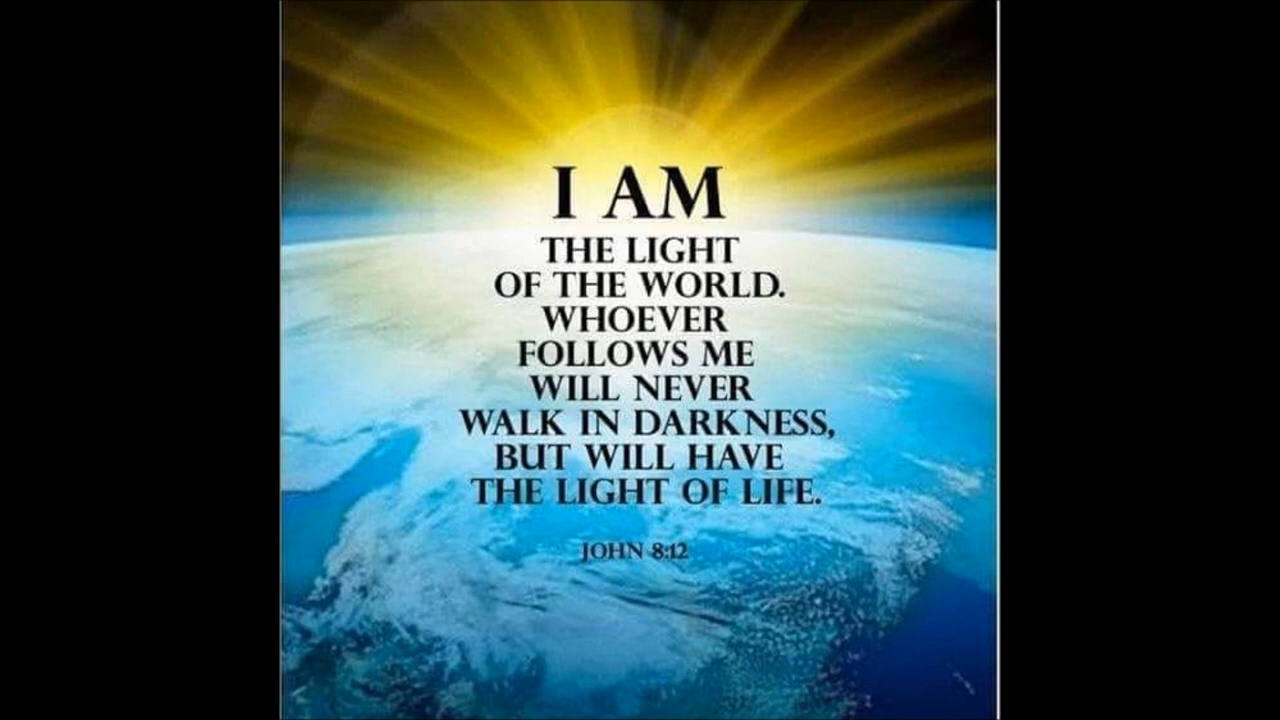 I AM
THE LIGHT
OF THE WORLD.
WHOEVER
FOLLOWS ME
WILL NEVER
WALK IN DARKNESS,
BUT WILL HAVE
THE LIGHT OF LIFE.
JOHN 8:12